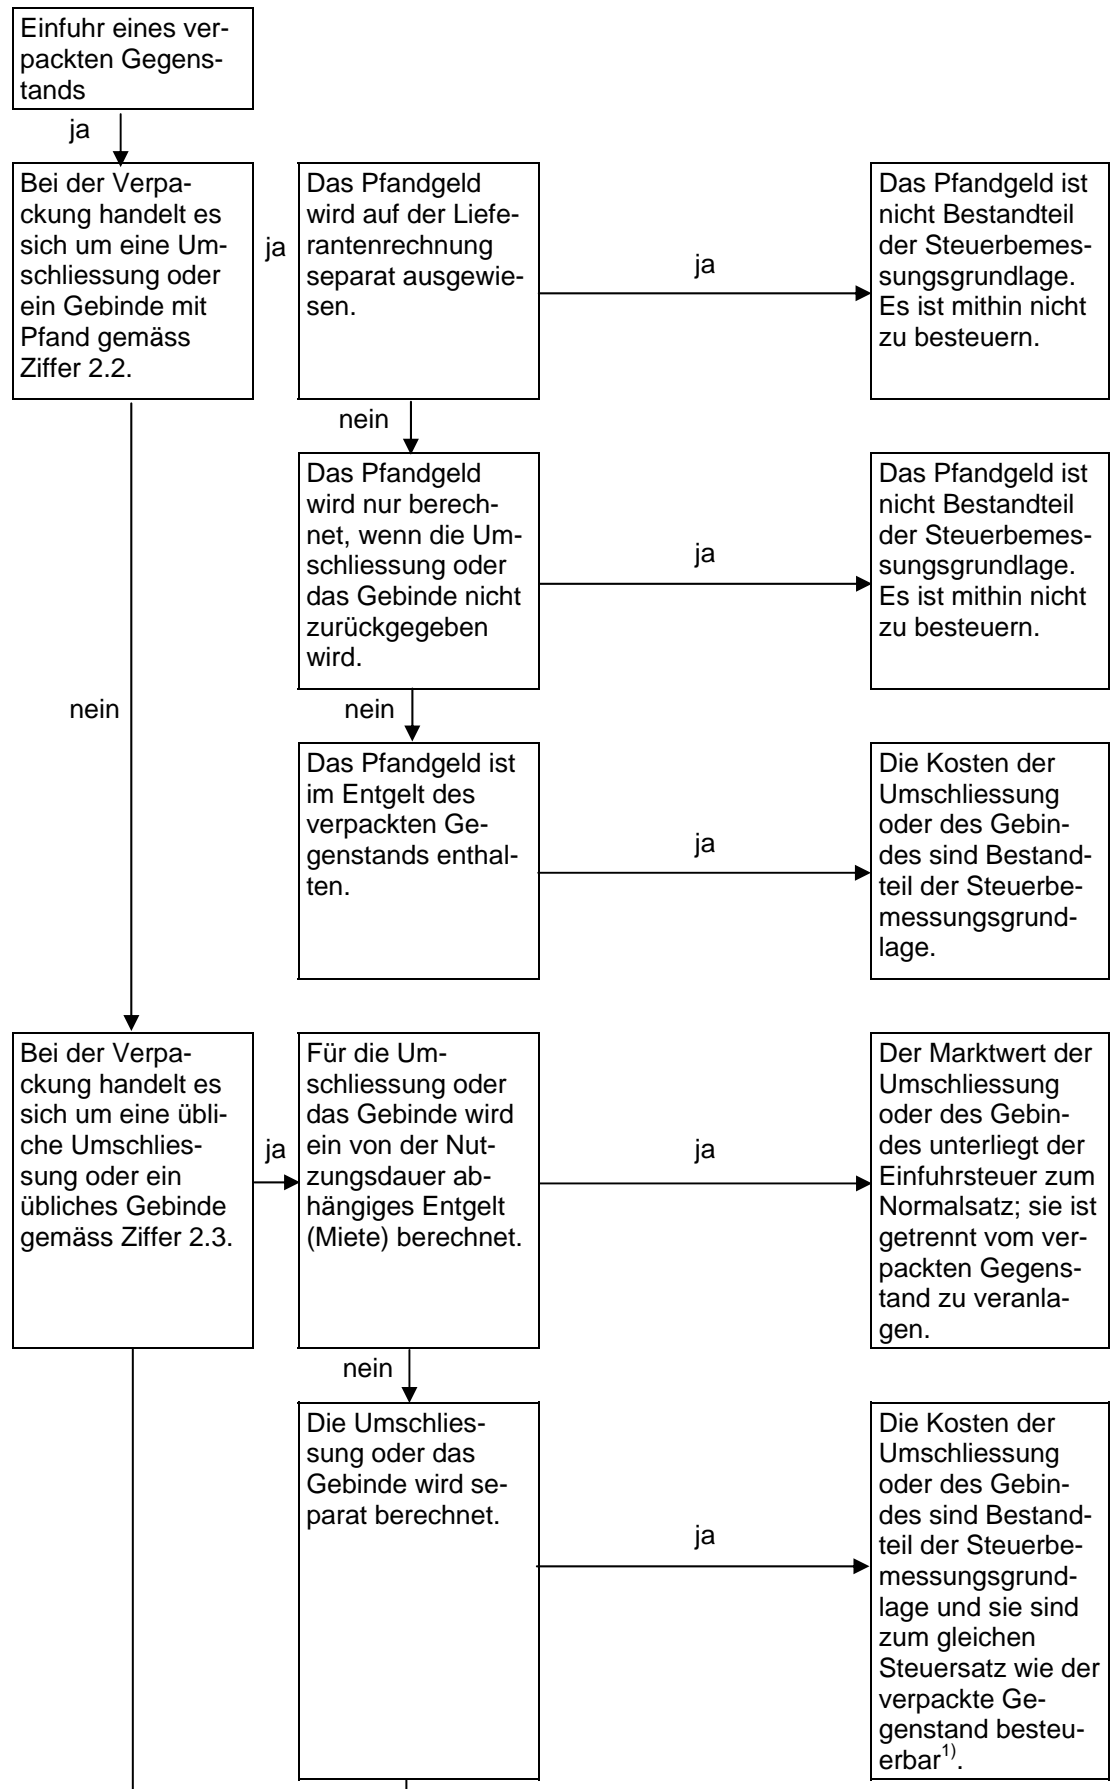 Einfuhr eines ver-
packten Gegens-
tands
ja
Bei der Verpa-
ckung handelt es
sich um eine Um-
schliessung oder
ein Gebinde mit
Pfand gemäss
Ziffer 2.2.
ja
Das Pfandgeld
wird auf der Liefe-
rantenrechnung
separat ausgewie-
sen.
ja
Das Pfandgeld ist
nicht Bestandteil
der Steuerbemes-
sungsgrundlage.
Es ist mithin nicht
zu besteuern.
nein
Das Pfandgeld
wird nur berech-
net, wenn die Um-
schliessung oder
das Gebinde nicht
zurückgegeben
wird.
ja
Das Pfandgeld ist
nicht Bestandteil
der Steuerbemes-
sungsgrundlage.
Es ist mithin nicht
zu besteuern.
nein
nein
Das Pfandgeld ist
im Entgelt des
verpackten Ge-
genstands enthal-
ten.
ja
Die Kosten der
Umschliessung
oder des Gebin-
des sind Bestand-
teil der Steuerbe-
messungsgrund-
lage.
Bei der Verpa-
ckung handelt es
sich um eine übli-
che Umschlies-
sung oder ein
übliches Gebinde
gemäss Ziffer 2.3.
ja
Für die Um-
schliessung oder
das Gebinde wird
ein von der Nut-
zungsdauer ab-
hängiges Entgelt
(Miete) berechnet.
ja
Der Marktwert der
Umschliessung
oder des Gebin-
des unterliegt der
Einfuhrsteuer zum
Normalsatz; sie ist
getrennt vom ver-
packten Gegens-
tand zu veranla-
gen.
nein
Die Umschlies-
sung oder das
Gebinde wird se-
parat berechnet.
ja
Die Kosten der
Umschliessung
oder des Gebin-
des sind Bestand-
teil der Steuerbe-
messungsgrund-
lage und sie sind
zum gleichen
Steuersatz wie der
verpackte Ge-
genstand besteu-
erbar1).